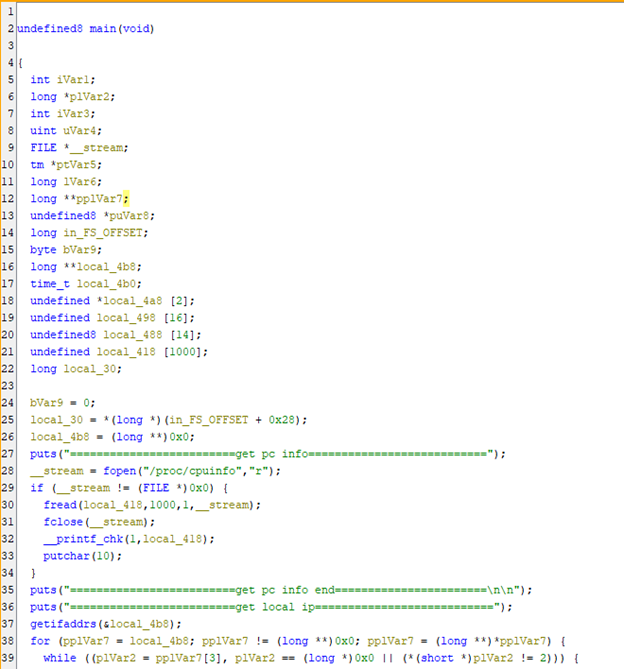 1
2 undefined8 main(void)
3
4 {
5 int iVar1;
6 long *plVar2;
7 int iVar3;
8 uint uVar4;
9 FILE *__stream;
10 tm *ptVar5;
11 long lVar6;
12 long **pplVar7;
13 undefined8 *puVar8;
14 long in_FS_OFFSET;
15 byte bVar9;
16 long **local_4b8;
17 time_t local_4b0;
18 undefined *local_4a8 [2];
19 undefined local_498 [16];
20 undefined8 local_488 [14];
21 undefined local_418 [1000];
22 long local_30;
23
24 bVar9 = 0;
25 local_30 = *(long *)(in_FS_OFFSET + 0x28);
26 local_4b8 = (long **)0x0;
27 puts("=========================get pc info===========================");
28 __stream = fopen("/proc/cpuinfo","r");
29 if (__stream != (FILE *)0x0) {
30 fread(local_418,1000,1,__stream);
31 fclose(__stream);
32 __printf_chk(1,local_418);
33 putchar(10);
34 }
35 puts("=========================get pc info end=======================\n\n");
36 puts("=========================get local ip===========================");
37 getifaddrs(&local_4b8);
38 for (pplVar7 = local_4b8; pplVar7 != (long **)0x0; pplVar7 = (long **)*pplVar7) {
39 while ((plVar2 = pplVar7[3], plVar2 == (long *)0x0 || (*(short *)plVar2 != 2))) {